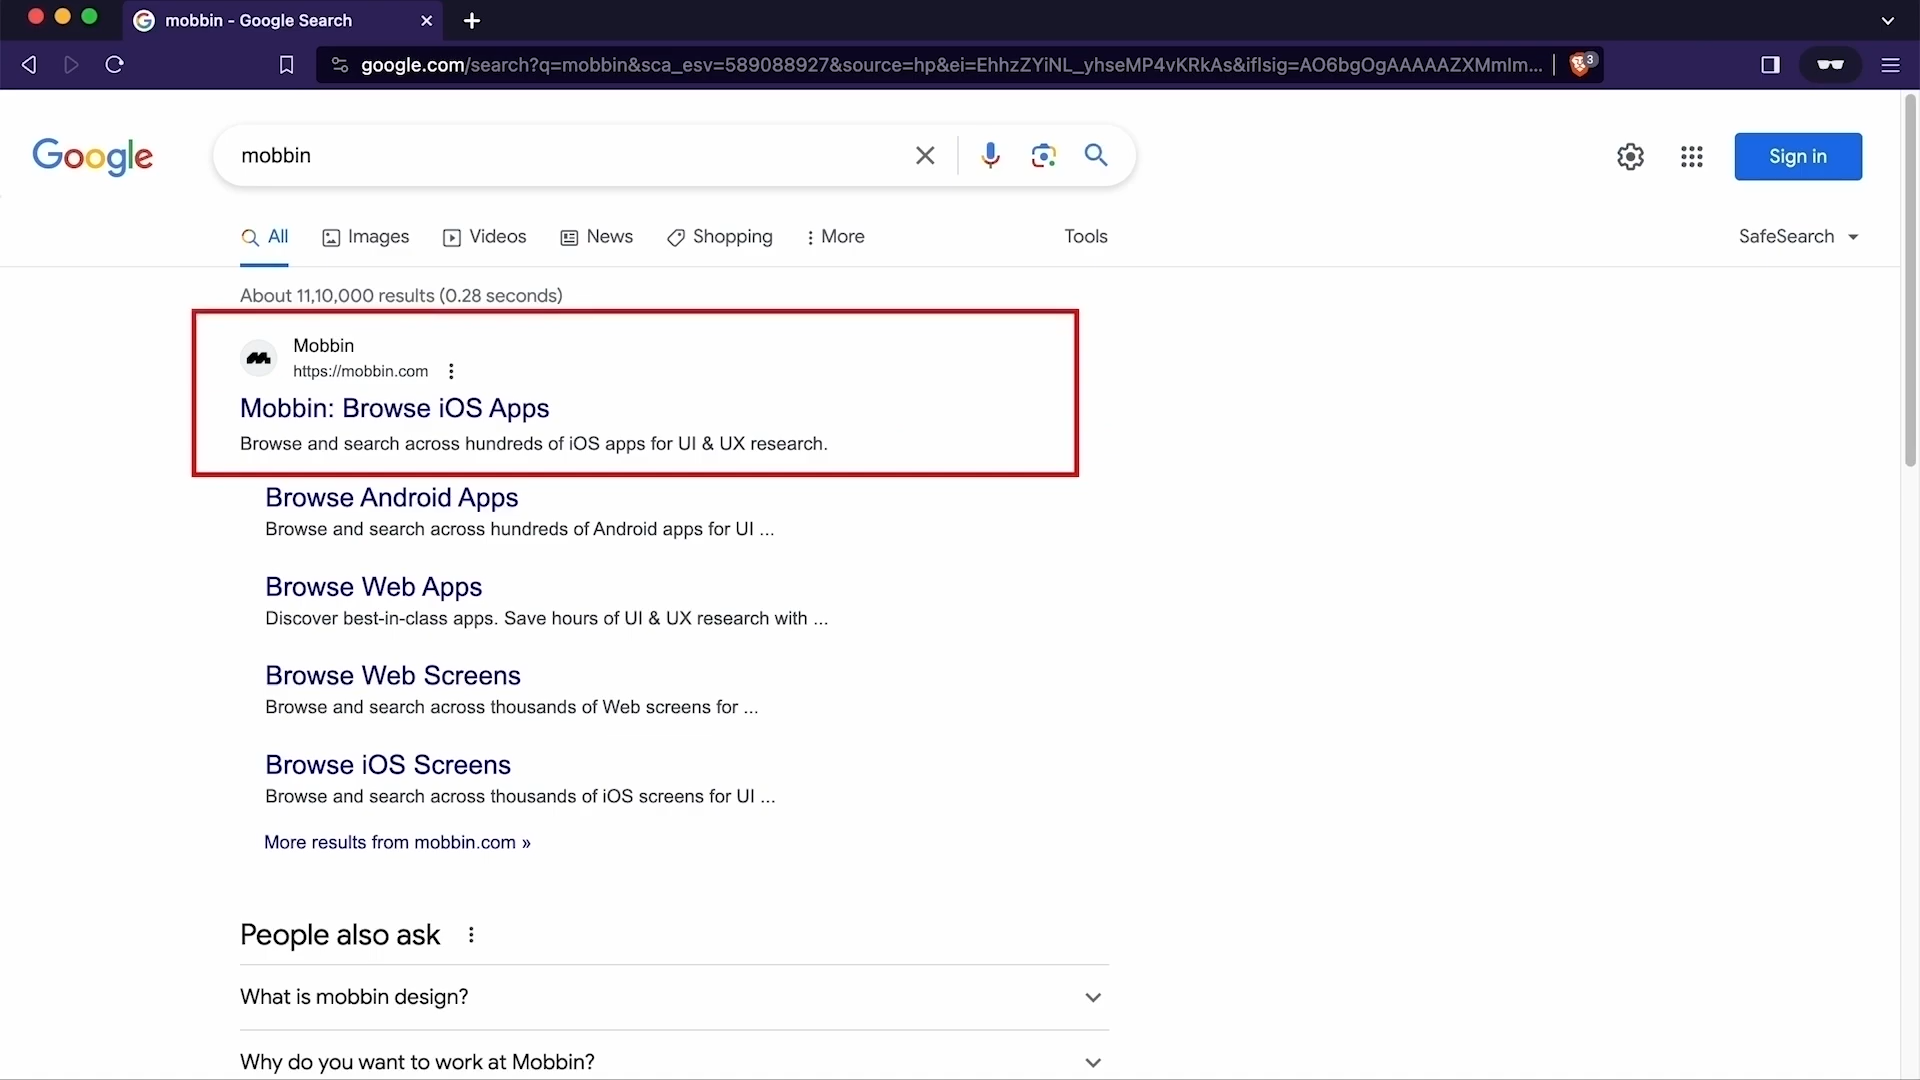 mobbin - Google Search
google.com/search?q=mobbin&sca_esv=589088927&source=hp&ei=EhhzZYiNL_yhseMP4vKRkAs&iflsig=AO6bgOgAAAAAZXMmIm...
3
Google
mobbin
Sign in
All
Images
Videos
News
Shopping
More
Tools
SafeSearch
About 11,10,000 results (0.28 seconds)
Mobbin
https://mobbin.com
Mobbin: Browse iOS Apps
Browse and search across hundreds of iOS apps for UI & UX research.
Browse Android Apps
Browse and search across hundreds of Android apps for UI ...
Browse Web Apps
Discover best-in-class apps. Save hours of UI & UX research with ...
Browse Web Screens
Browse and search across thousands of Web screens for ...
Browse iOS Screens
Browse and search across thousands of iOS screens for UI ...
More results from mobbin.com »
People also ask
What is mobbin design?
Why do you want to work at Mobbin?